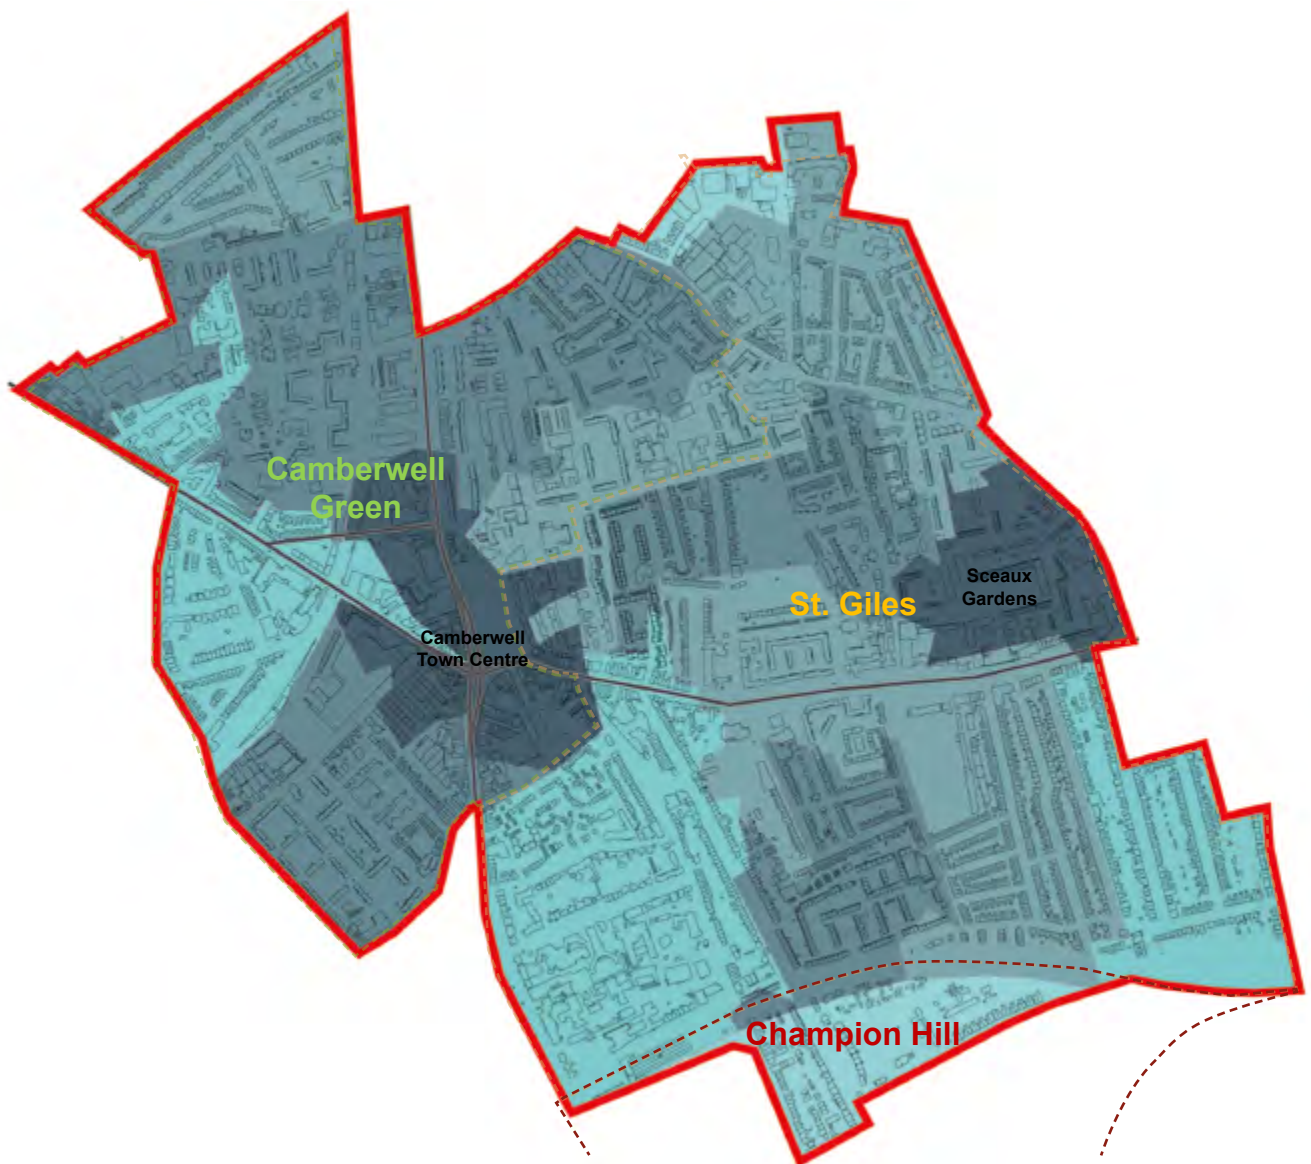 Camberwell
Green
Sceaux
Gardens
St. Giles
Camberwell
Town Centre
Champion Hill